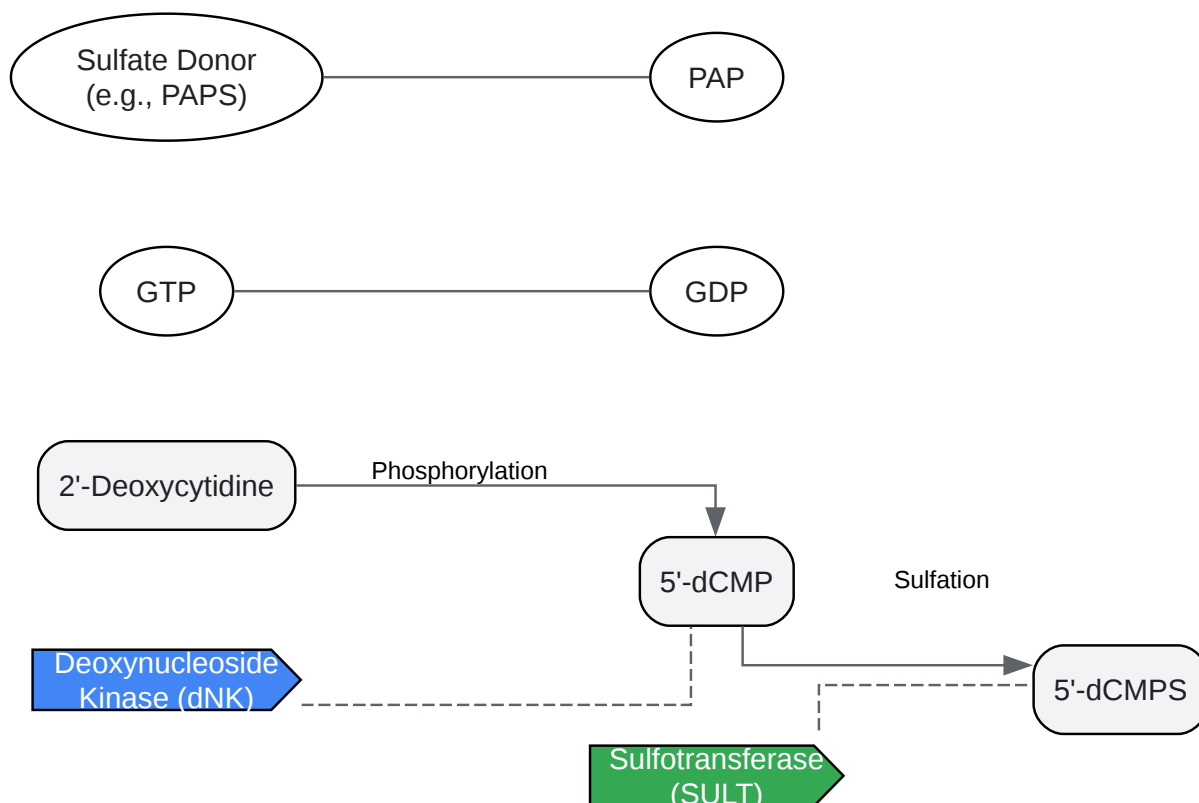 Sulfate Donor
(e.g., PAPS)
PAP
GTP
GDP
2'-Deoxycytidine
Phosphorylation
5'-dCMP
Sulfation
Deoxynucleoside
Kinase (dNK)
5'-dCMPS
Sulfotransferase
(SULT)